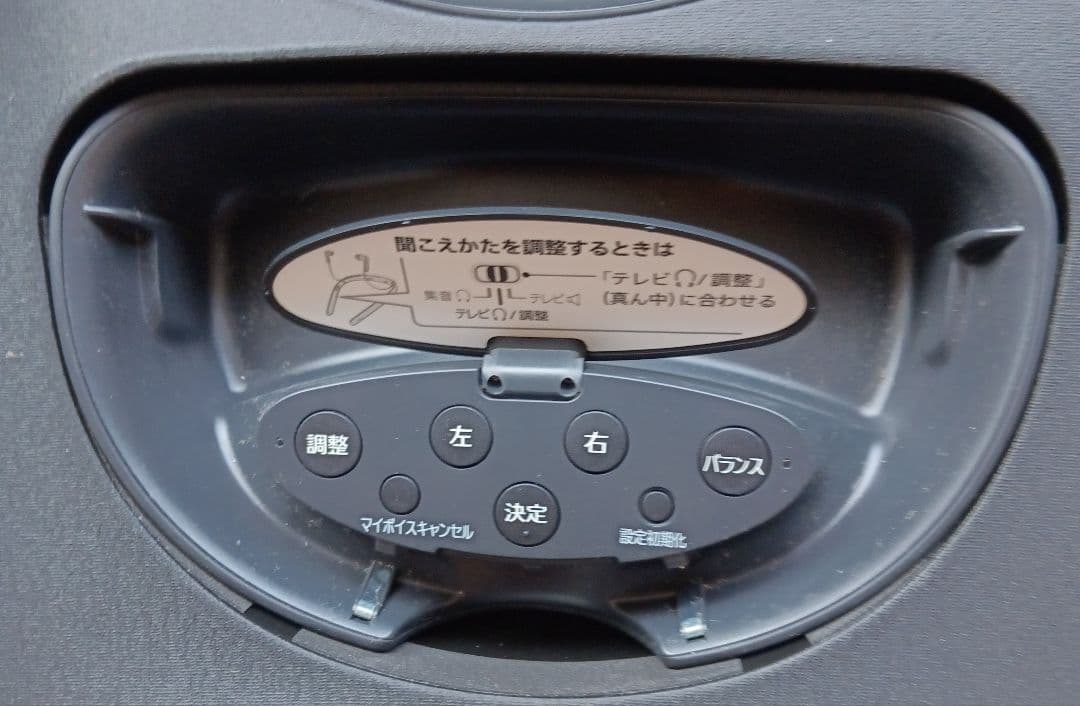 聞こえかたを調整するときは
「テレビ🎧/調整」
集音🎧 テレビ (真ん中)に合わせる
テレビ🎧/調整
調整 左 右 バランス
決定
マイボイスキャンセル 設定初期化